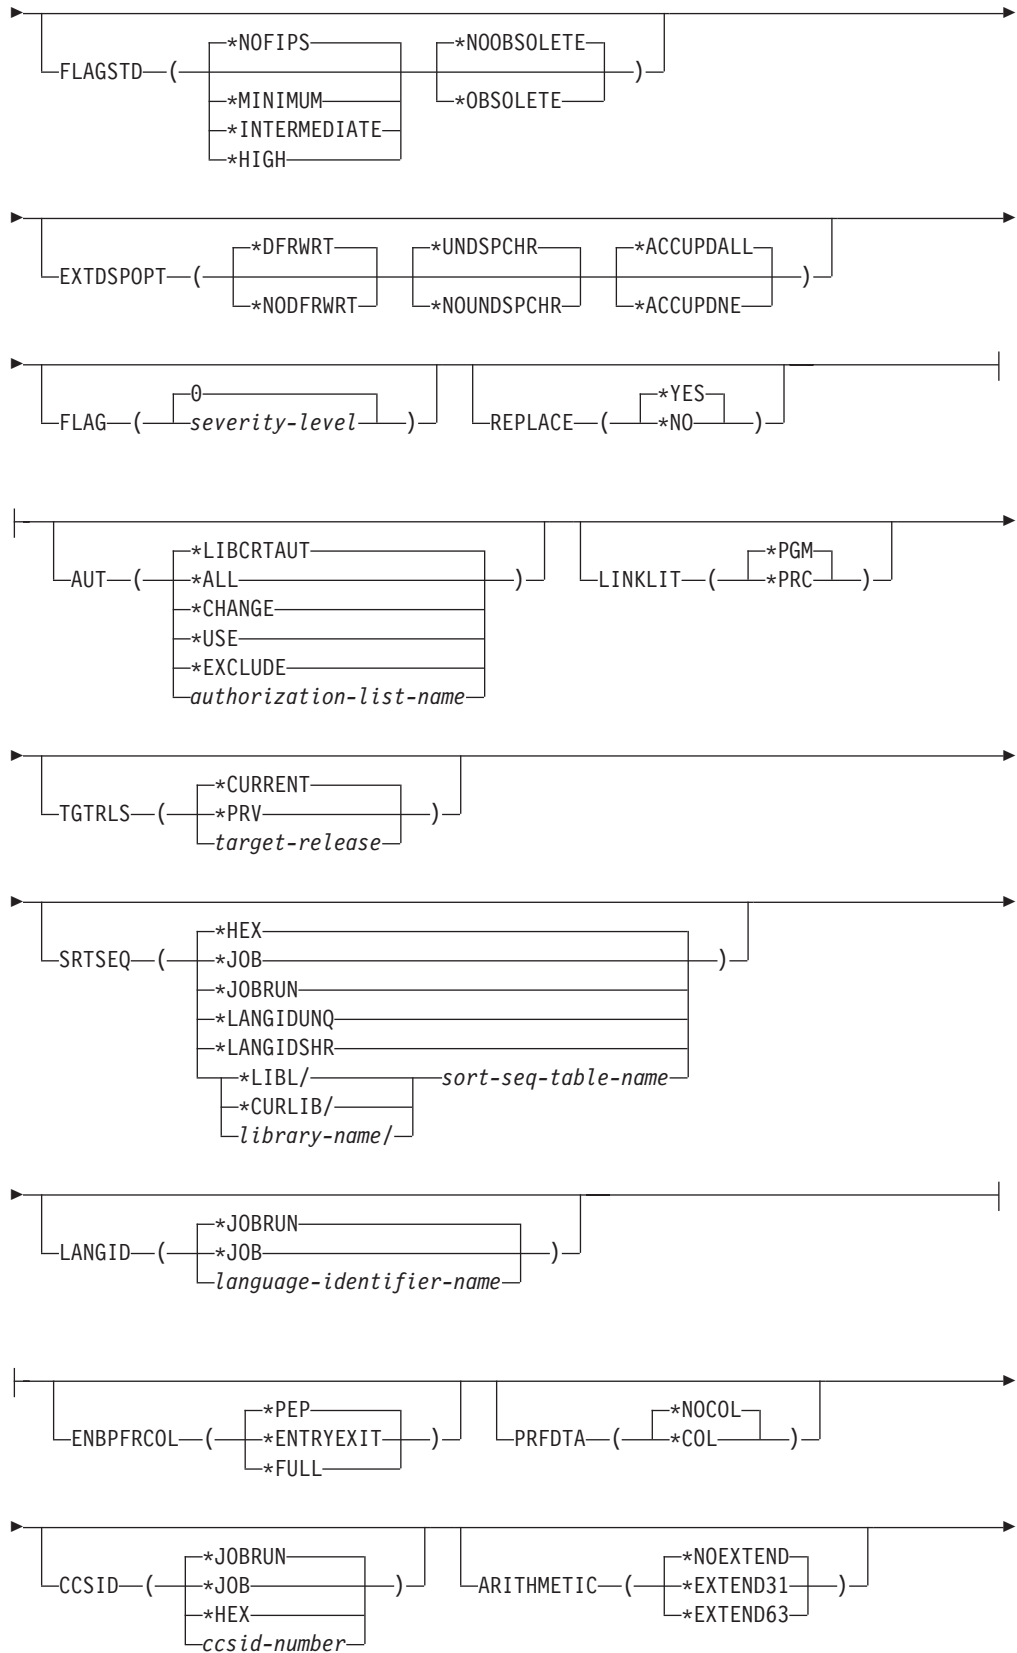 *NOFIPS *NOOBSOLETE
FLAGSTD ( )
*MINIMUM *OBSOLETE
*INTERMEDIATE
*HIGH
*DFRWRT *UNDSPCHR *ACCUPDALL
EXTDSPOPT ( )
*NODFRWRT *NOUNDSPCHR *ACCUPDNE
0 *YES
FLAG ( severity-level ) REPLACE ( *NO )
*LIBCRTAUT *PGM
AUT ( *ALL ) LINKLIT ( *PRC )
*CHANGE
*USE
*EXCLUDE
authorization-list-name
*CURRENT
TGTRLS ( *PRV )
target-release
*HEX
SRTSEQ ( *JOB )
*JOBRUN
*LANGIDUNQ
*LANGIDSHR
*LIBL/ sort-seq-table-name
*CURLIB/
library-name/
*JOBRUN
LANGID ( *JOB )
language-identifier-name
*PEP *NOCOL
ENBPFRCOL ( *ENTRYEXIT ) PRFDTA ( *COL )
*FULL
*JOBRUN *NOEXTEND
CCSID ( *JOB ) ARITHMETIC ( *EXTEND31 )
*HEX *EXTEND63
ccsid-number